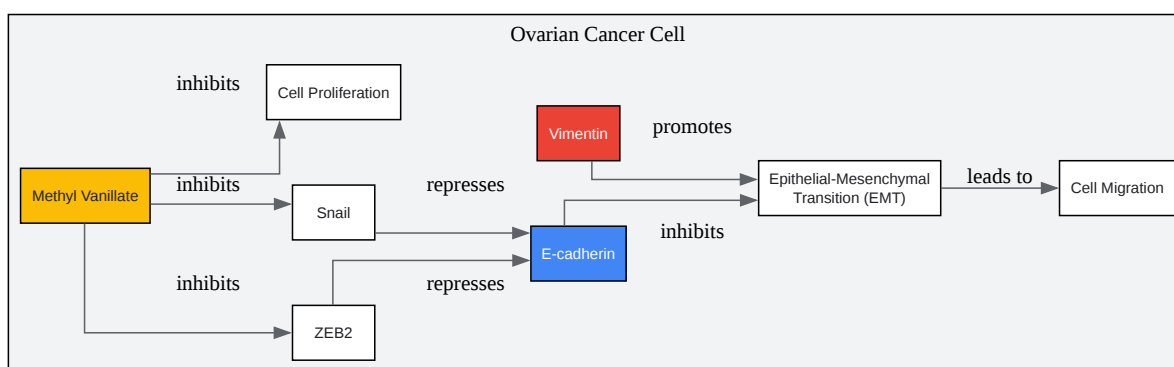 Ovarian Cancer Cell
inhibits
Cell Proliferation
Vimentin
promotes
Methyl Vanillate
inhibits
Snail
represses
Epithelial-Mesenchymal
Transition (EMT)
leads to
Cell Migration
E-cadherin
inhibits
inhibits
represses
ZEB2